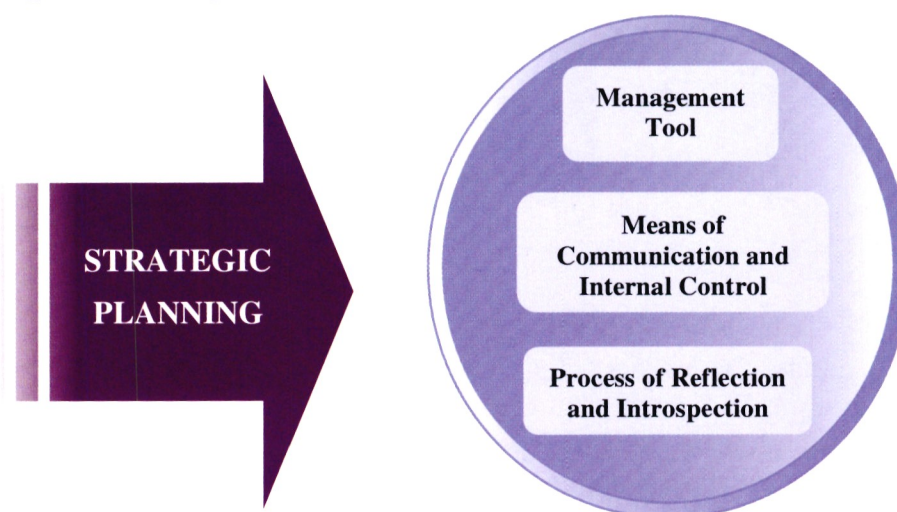 STRATEGIC
PLANNING
Management
Tool
Means of
Communication and
Internal Control
Process of Reflection
and Introspection